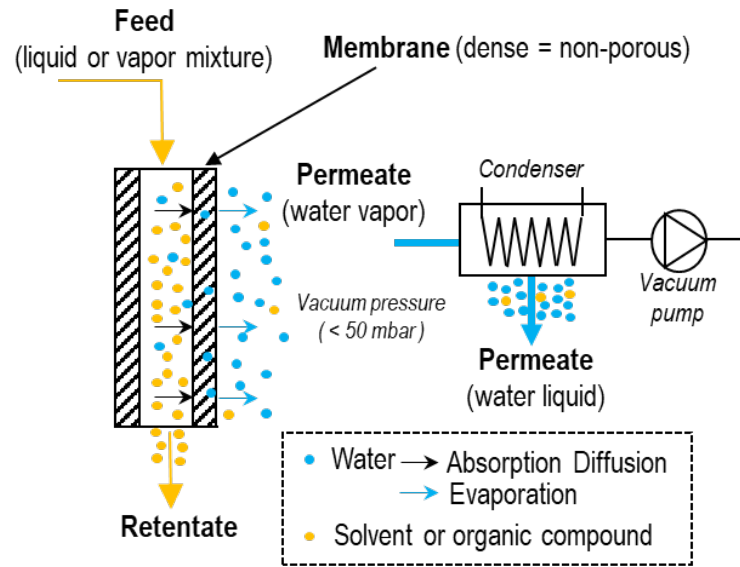 Feed
(liquid or vapor mixture)
Membrane (dense = non-porous)
Permeate
(water vapor)
Condenser
Vacuum pressure
( < 50 mbar )
Vacuum
pump
Permeate
(water liquid)
Retentate
Water
Absorption Diffusion
Evaporation
Solvent or organic compound